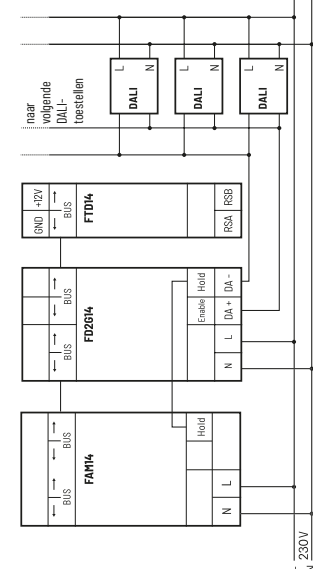 naar
volgende
DALI-
toestellen
L
N
DALI
L
N
DALI
L
N
DALI
GND
+12V
BUS
FTD14
RSA
RSB
BUS
BUS
FD2G14
Enable
Hold
N
L
DA +
DA -
BUS
BUS
FAM14
Hold
N
L
230V
N